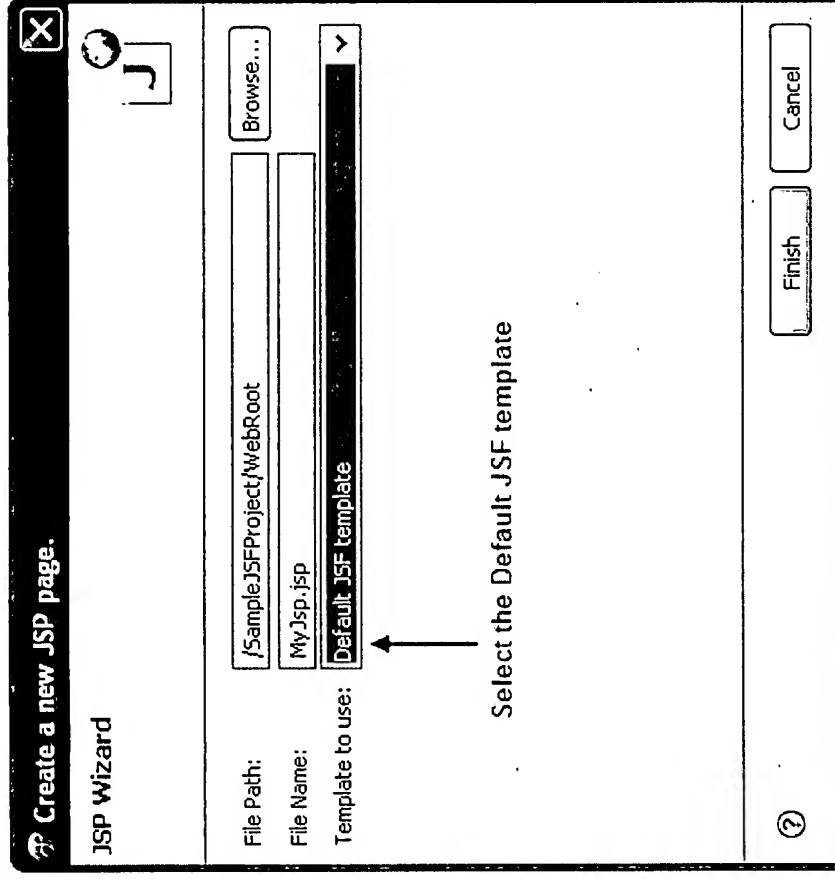 Create a new JSP page.
JSP Wizard
J
File Path: /SampleJSFProject/WebRoot Browse...
File Name: MyJsp.jsp
Template to use: Default JSF template
Select the Default JSF template
? Finish Cancel